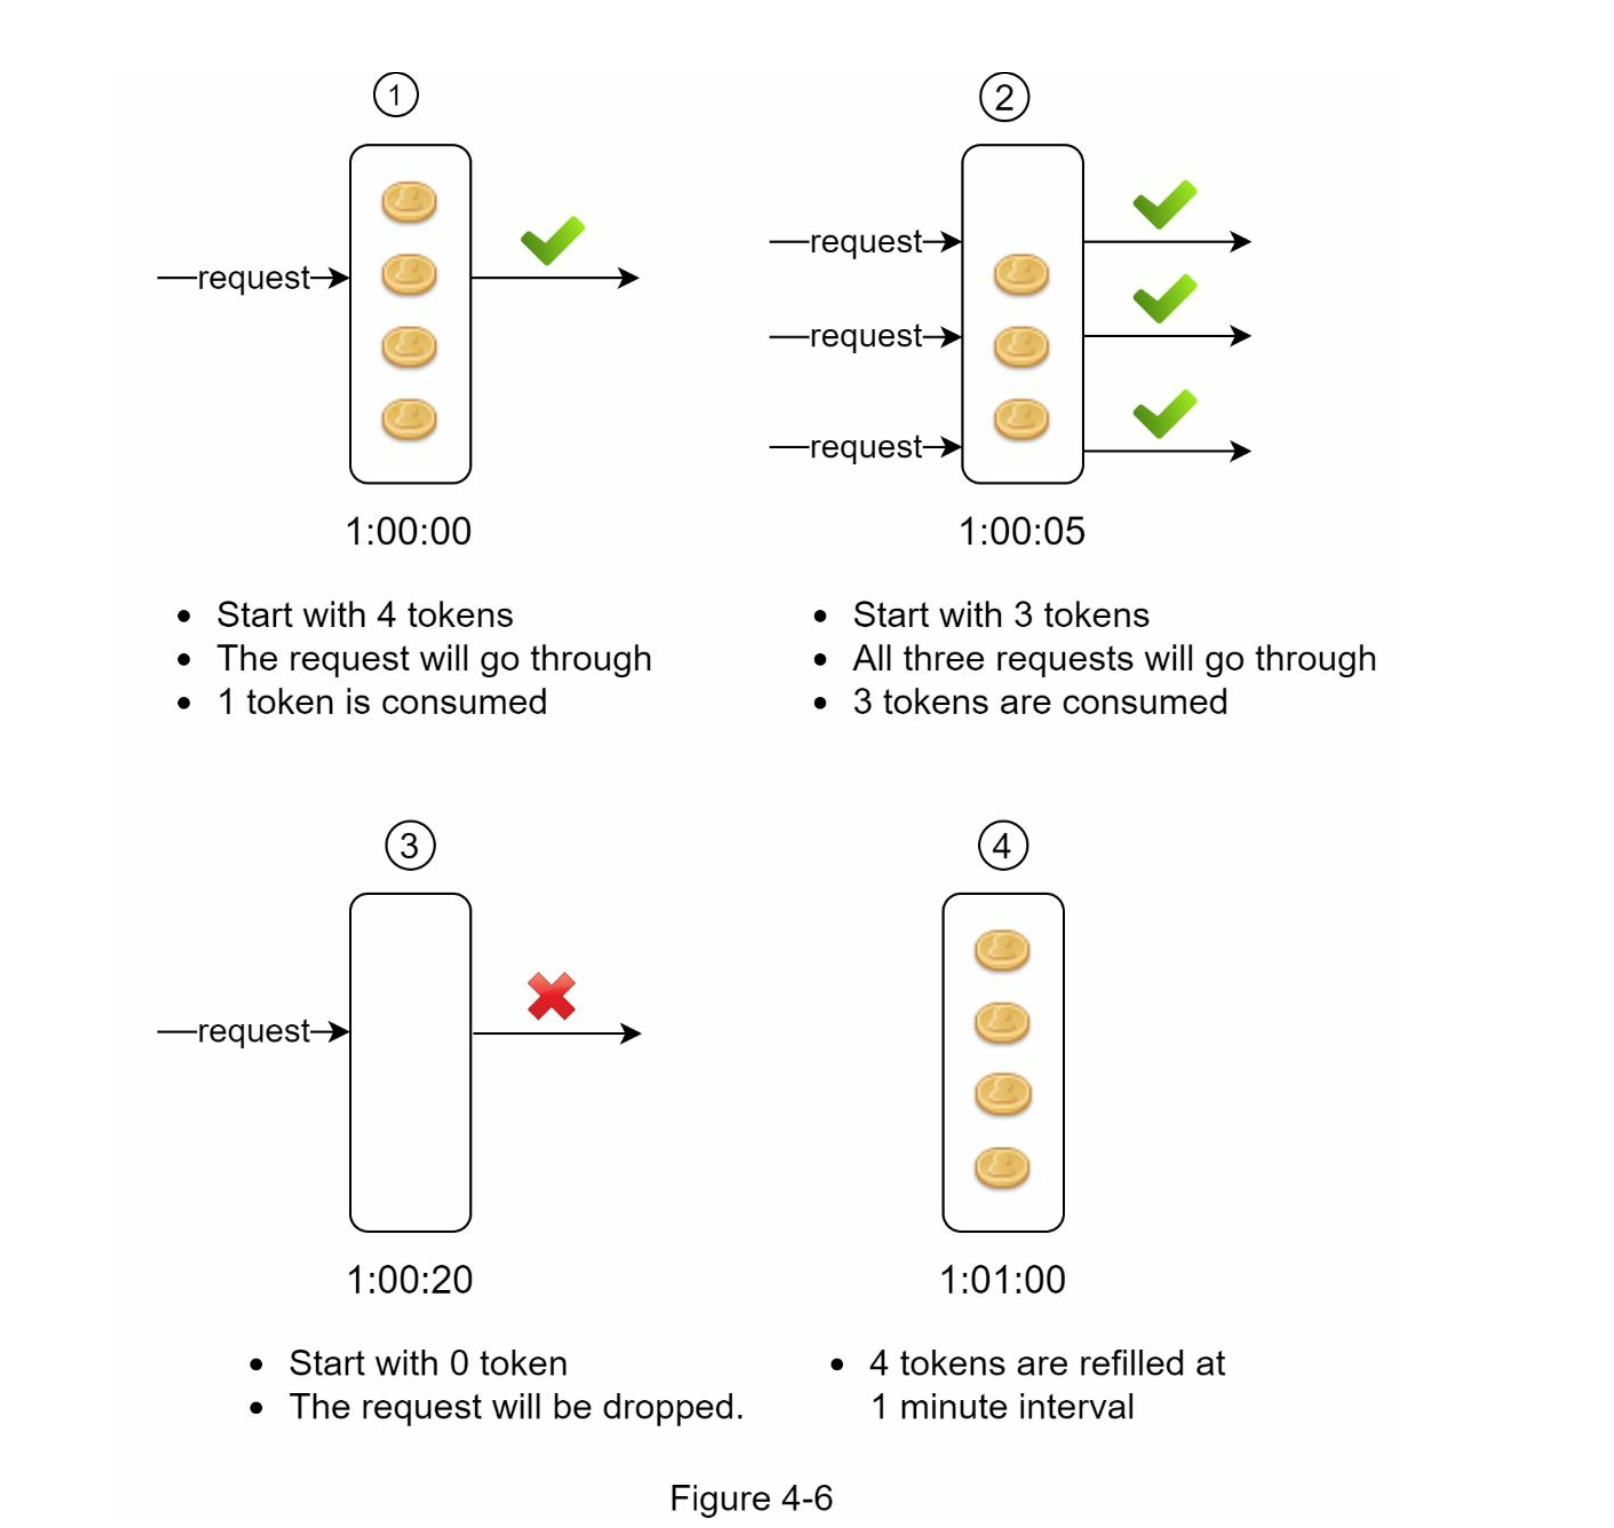 1
request
1:00:00
Start with 4 tokens
The request will go through
1 token is consumed
2
request
request
request
1:00:05
Start with 3 tokens
All three requests will go through
3 tokens are consumed
3
request
1:00:20
Start with 0 token
The request will be dropped.
4
1:01:00
4 tokens are refilled at
1 minute interval
Figure 4-6